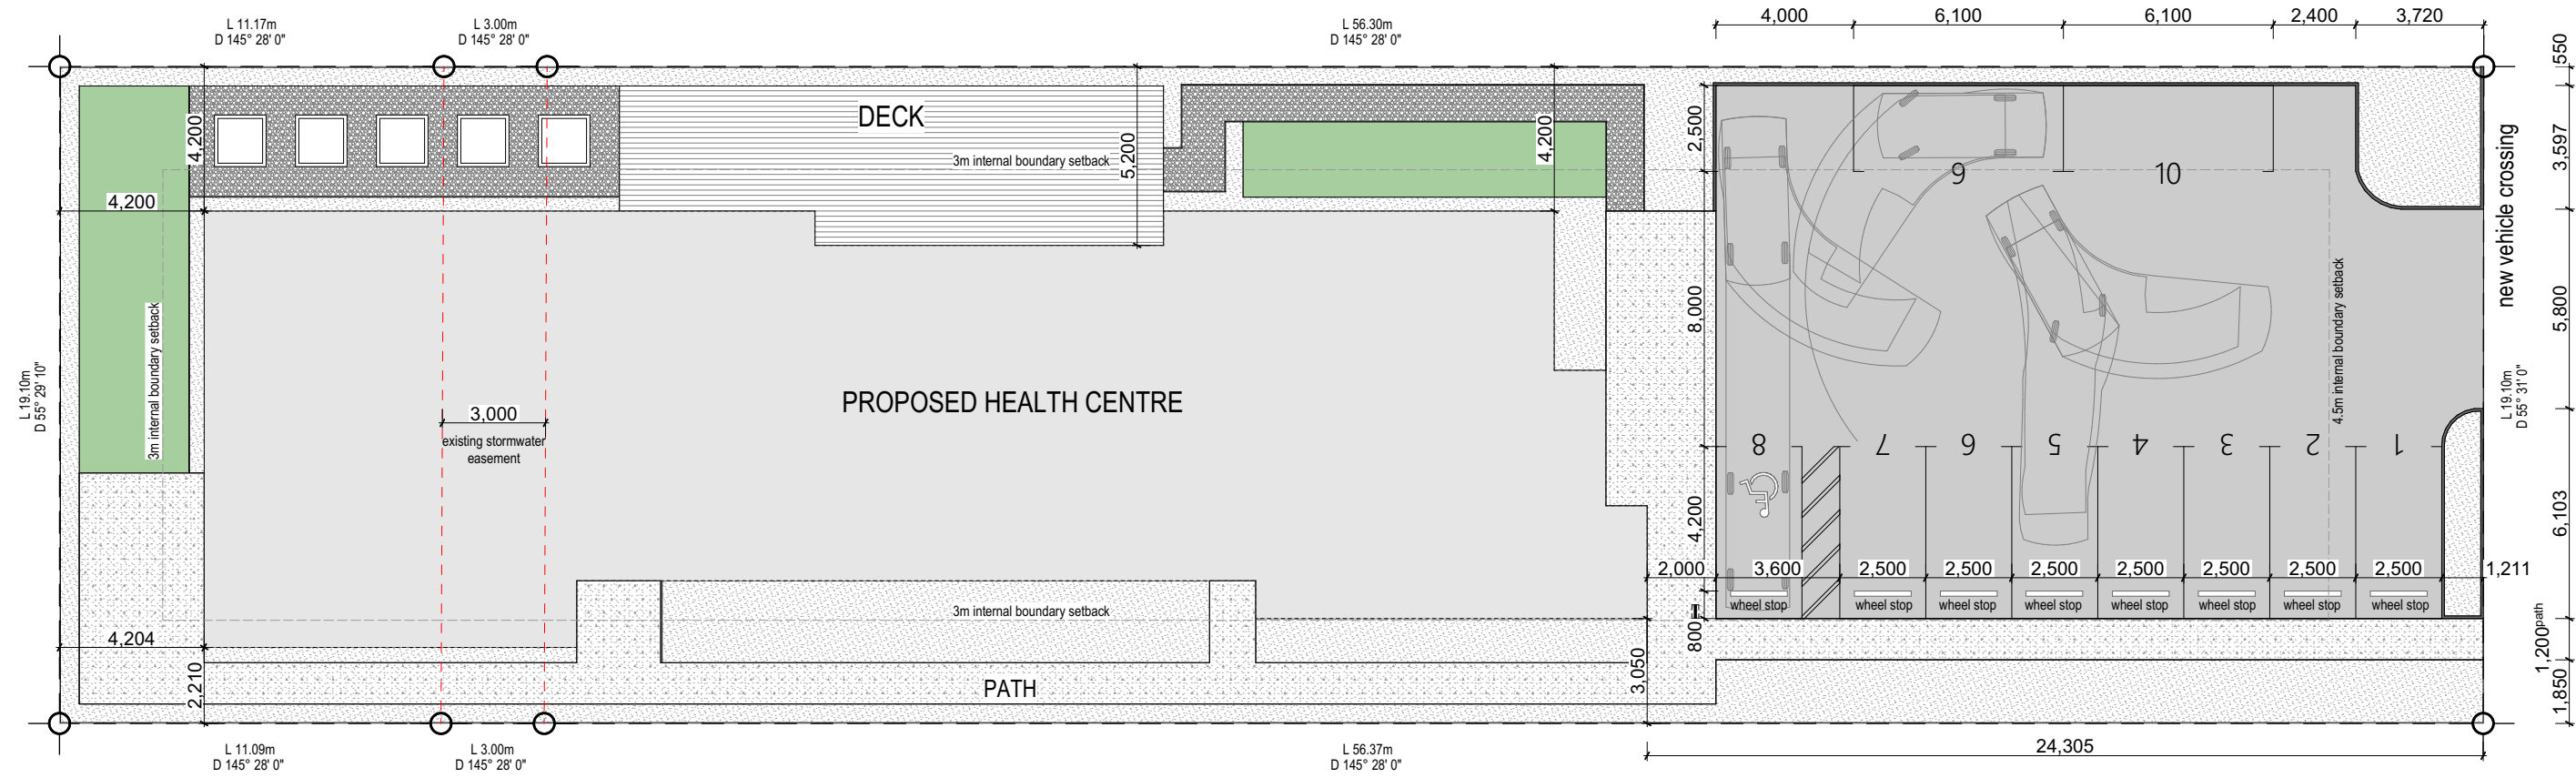 L 11.17m
D 145° 28' 0"
L 3.00m
D 145° 28' 0"
L 56.30m
D 145° 28' 0"
4,000
6,100
6,100
2,400
3,720
550
3,597
5,800
6,103
1,200 path
1,850
new vehicle crossing
L 19.10m
D 55° 31' 0"
L 19.10m
D 55° 29' 10"
DECK
3m internal boundary setback
5,200
4,200
4,200
4,200
2,500
9
10
3m internal boundary setback
8,000
4.5m internal boundary setback
PROPOSED HEALTH CENTRE
3,000
existing stormwater
easement
8
7
6
5
4
3
2
1
4,200
2,000
3,600
2,500
2,500
2,500
2,500
2,500
2,500
2,500
1,211
wheel stop
wheel stop
wheel stop
wheel stop
wheel stop
wheel stop
wheel stop
wheel stop
800
3m internal boundary setback
4,204
2,210
3,050
PATH
24,305
L 11.09m
D 145° 28' 0"
L 3.00m
D 145° 28' 0"
L 56.37m
D 145° 28' 0"